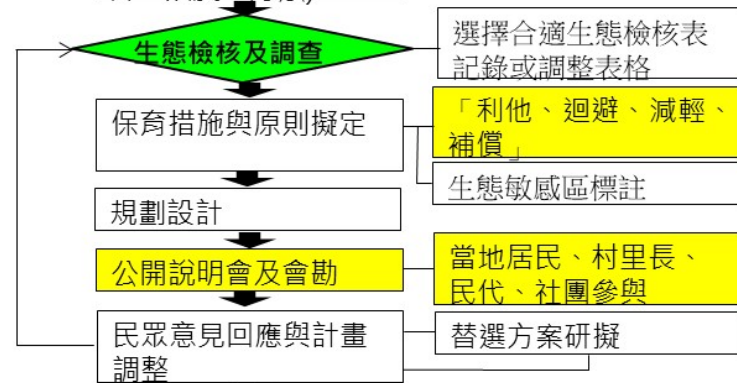 生態檢核及調查
選擇合適生態檢核表
記錄或調整表格
保育措施與原則擬定
「利他、迴避、減輕、
補償」
生態敏感區標註
規劃設計
公開說明會及會勘
當地居民、村里長、
民代、社團參與
民眾意見回應與計畫
調整
替選方案研擬